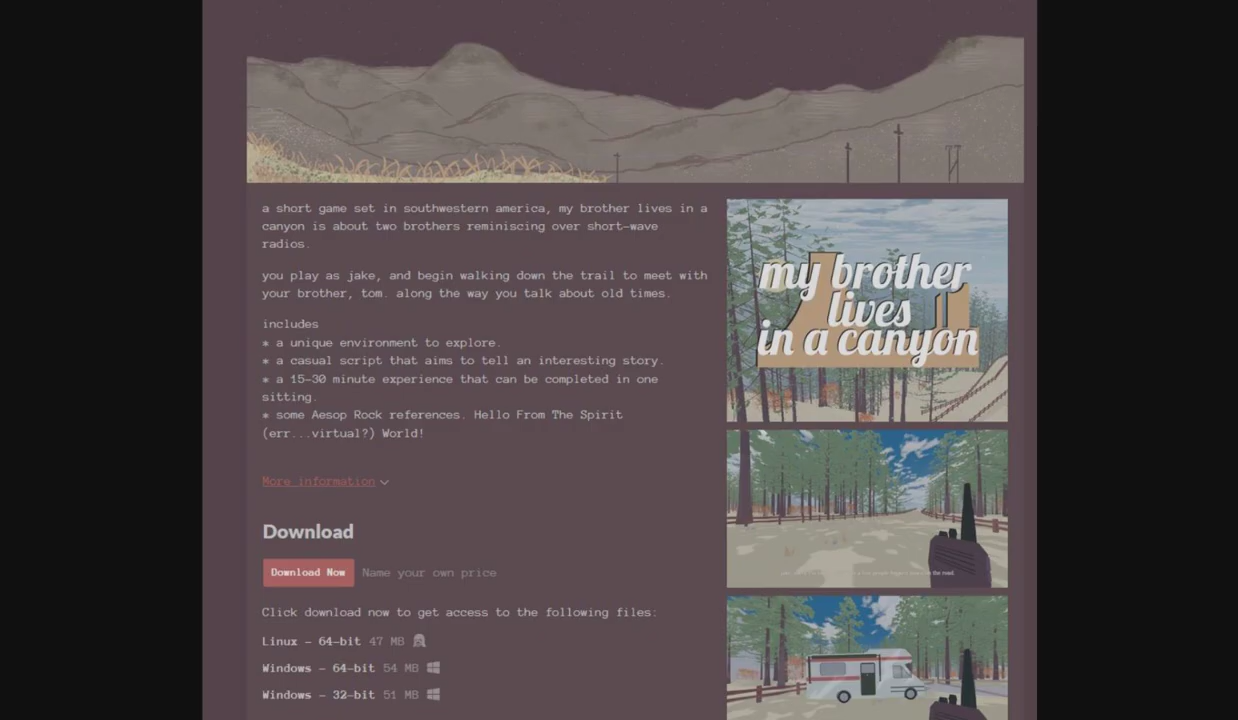 a short game set in southwestern america, my brother lives in a
canyon is about two brothers reminiscing over short-wave
radios.
you play as jake, and begin walking down the trail to meet with
your brother, tom. along the way you talk about old times.
includes
* a unique environment to explore.
* a casual script that aims to tell an interesting story.
* a 15-30 minute experience that can be completed in one
sitting.
* some Aesop Rock references. Hello From The Spirit
(err...virtual?) World!
More information
Download
Download Now Name your own price
Click download now to get access to the following files:
Linux - 64-bit 47 MB
Windows - 64-bit 54 MB
Windows - 32-bit 51 MB
my brother
lives
in a canyon
the road.